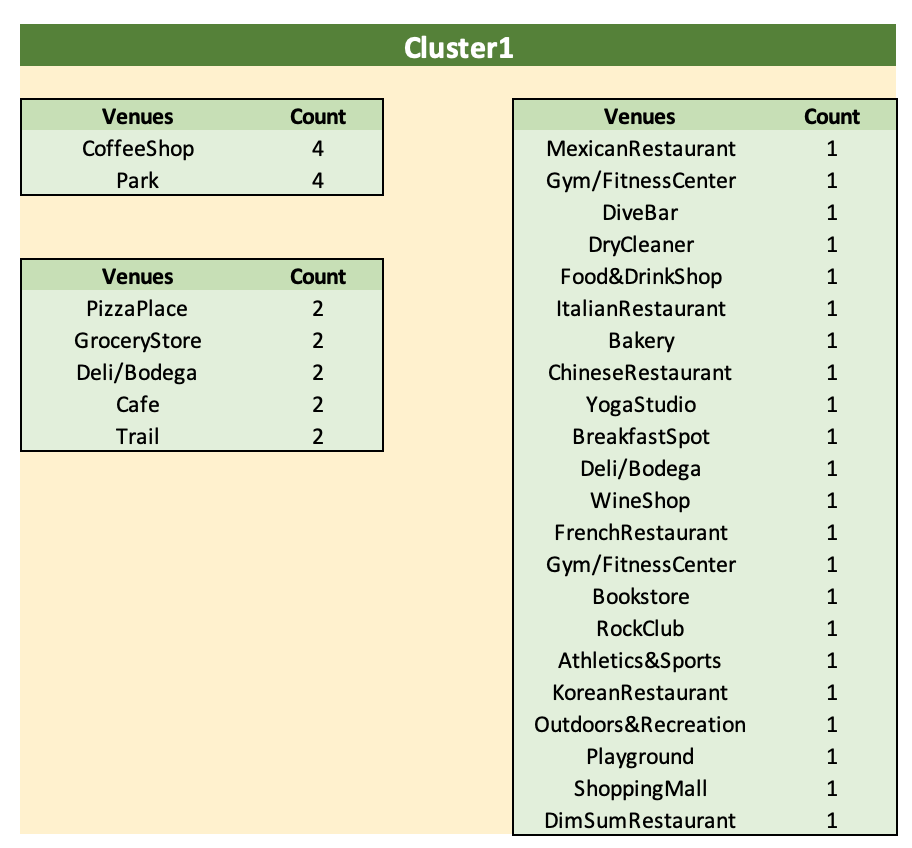 Cluster1
Venues Count
CoffeeShop 4
Park 4
Venues Count
PizzaPlace 2
GroceryStore 2
Deli/Bodega 2
Cafe 2
Trail 2
Venues Count
MexicanRestaurant 1
Gym/FitnessCenter 1
DiveBar 1
DryCleaner 1
Food&DrinkShop 1
ItalianRestaurant 1
Bakery 1
ChineseRestaurant 1
YogaStudio 1
BreakfastSpot 1
Deli/Bodega 1
WineShop 1
FrenchRestaurant 1
Gym/FitnessCenter 1
Bookstore 1
RockClub 1
Athletics&Sports 1
KoreanRestaurant 1
Outdoors&Recreation 1
Playground 1
ShoppingMall 1
DimSumRestaurant 1